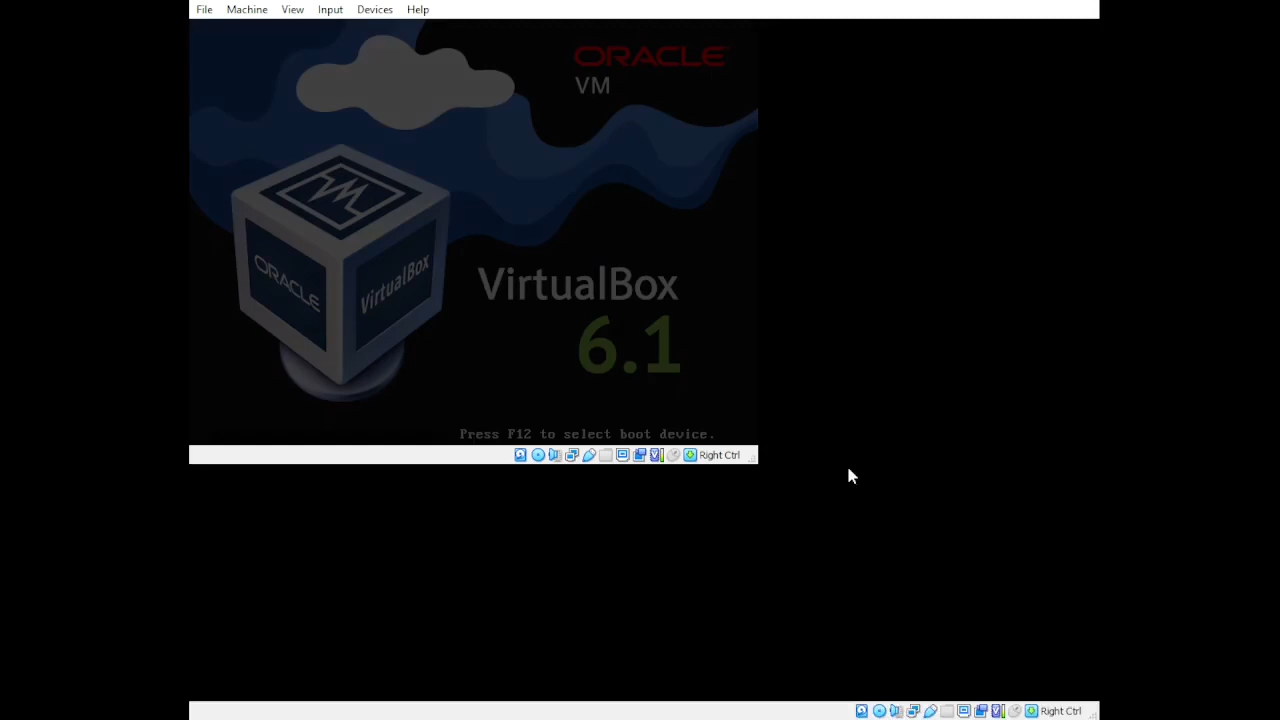 File Machine View Input Devices Help
ORACLE
VM
ORACLE
VirtualBox
VirtualBox
6.1
Press F12 to select boot device.
Right Ctrl
Right Ctrl